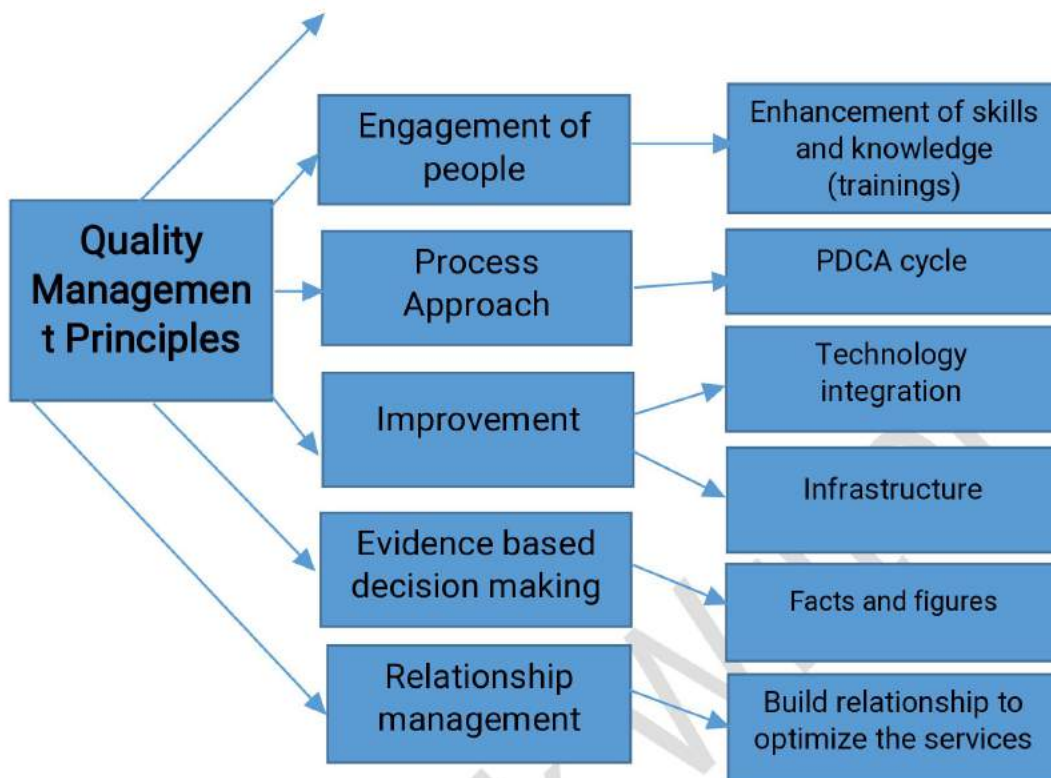 Quality
Managemen
t Principles
Engagement of
people
Enhancement of skills
and knowledge
(trainings)
Process
Approach
PDCA cycle
Improvement
Technology
integration
Infrastructure
Evidence based
decision making
Facts and figures
Relationship
management
Build relationship to
optimize the services